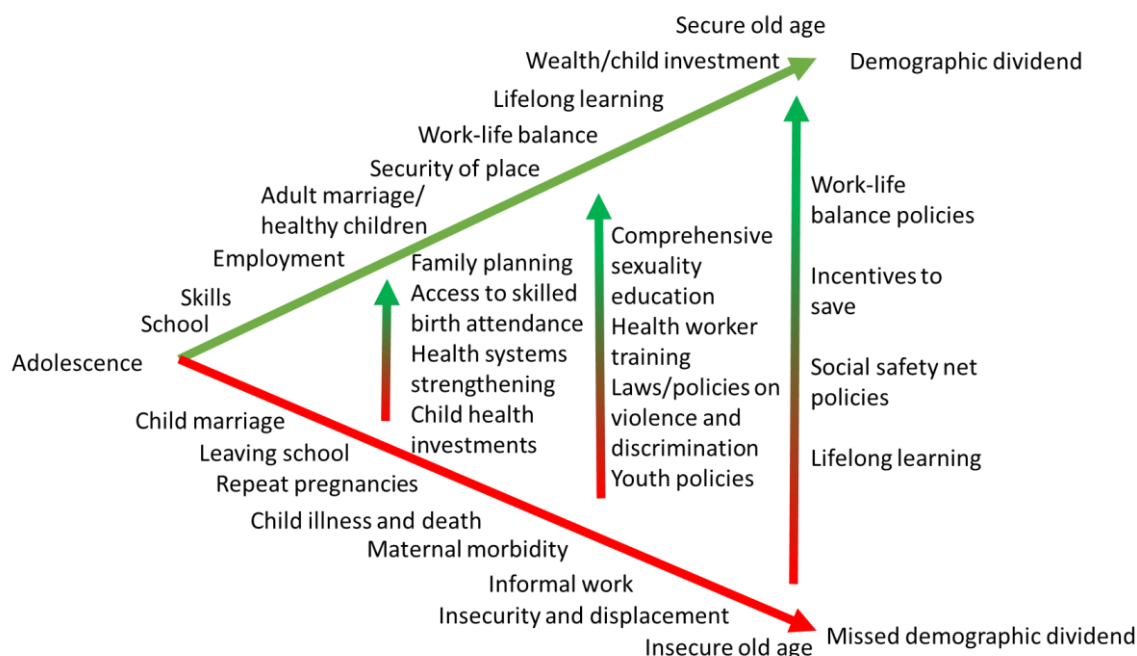 Secure old age
Wealth/child investment
Demographic dividend
Lifelong learning
Work-life balance
Security of place
Adult marriage/
healthy children
Employment
Skills
School
Adolescence
Child marriage
Leaving school
Repeat pregnancies
Child illness and death
Maternal morbidity
Informal work
Insecurity and displacement
Insecure old age
Missed demographic dividend
Family planning
Access to skilled
birth attendance
Health systems
strengthening
Child health
investments
Comprehensive
sexuality
education
Health worker
training
Laws/policies on
violence and
discrimination
Youth policies
Work-life
balance policies
Incentives to
save
Social safety net
policies
Lifelong learning